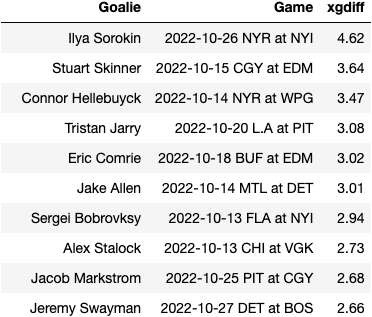 Goalie Game xgdiff
Ilya Sorokin 2022-10-26 NYR at NYI 4.62
Stuart Skinner 2022-10-15 CGY at EDM 3.64
Connor Hellebuyck 2022-10-14 NYR at WPG 3.47
Tristan Jarry 2022-10-20 L.A at PIT 3.08
Eric Comrie 2022-10-18 BUF at EDM 3.02
Jake Allen 2022-10-14 MTL at DET 3.01
Sergei Bobrovksy 2022-10-13 FLA at NYI 2.94
Alex Stalock 2022-10-13 CHI at VGK 2.73
Jacob Markstrom 2022-10-25 PIT at CGY 2.68
Jeremy Swayman 2022-10-27 DET at BOS 2.66